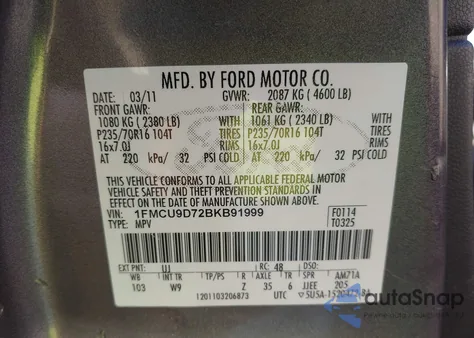 MFD. BY FORD MOTOR CO.
DATE: 03/11 GVWR: 2087 KG ( 4600 LB)
FRONT GAWR: REAR GAWR:
1080 KG ( 2380 LB) WITH 1061 KG ( 2340 LB) WITH
P235/70R16 104T TIRES P235/70R16 104T TIRES
16x7.0J RIMS 16x7.0J RIMS
AT 220 kPa/ 32 PSI COLD AT 220 kPa/ 32 PSI COLD
THIS VEHICLE CONFORMS TO ALL APPLICABLE FEDERAL MOTOR
VEHICLE SAFETY AND THEFT PREVENTION STANDARDS IN
EFFECT ON THE DATE OF MANUFACTURE SHOWN ABOVE.
VIN: 1FMCU9D72BKB91999 F0114
TYPE: MPV T0325
EXT PNT: UJ RC: 48 DSO:
WB INT TR TP/PS R AXLE TR SPR AM71A
103 W9 Z 35 6 JJEE 205
1201103206873 UTC
autoSnap